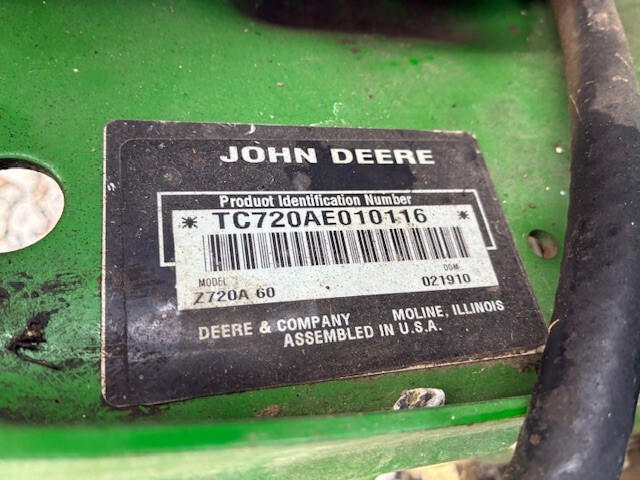 JOHN DEERE
Product Identification Number
* TC720AE010116 *
MODEL DOM
Z720A 60 021910
DEERE & COMPANY MOLINE, ILLINOIS
ASSEMBLED IN U.S.A.